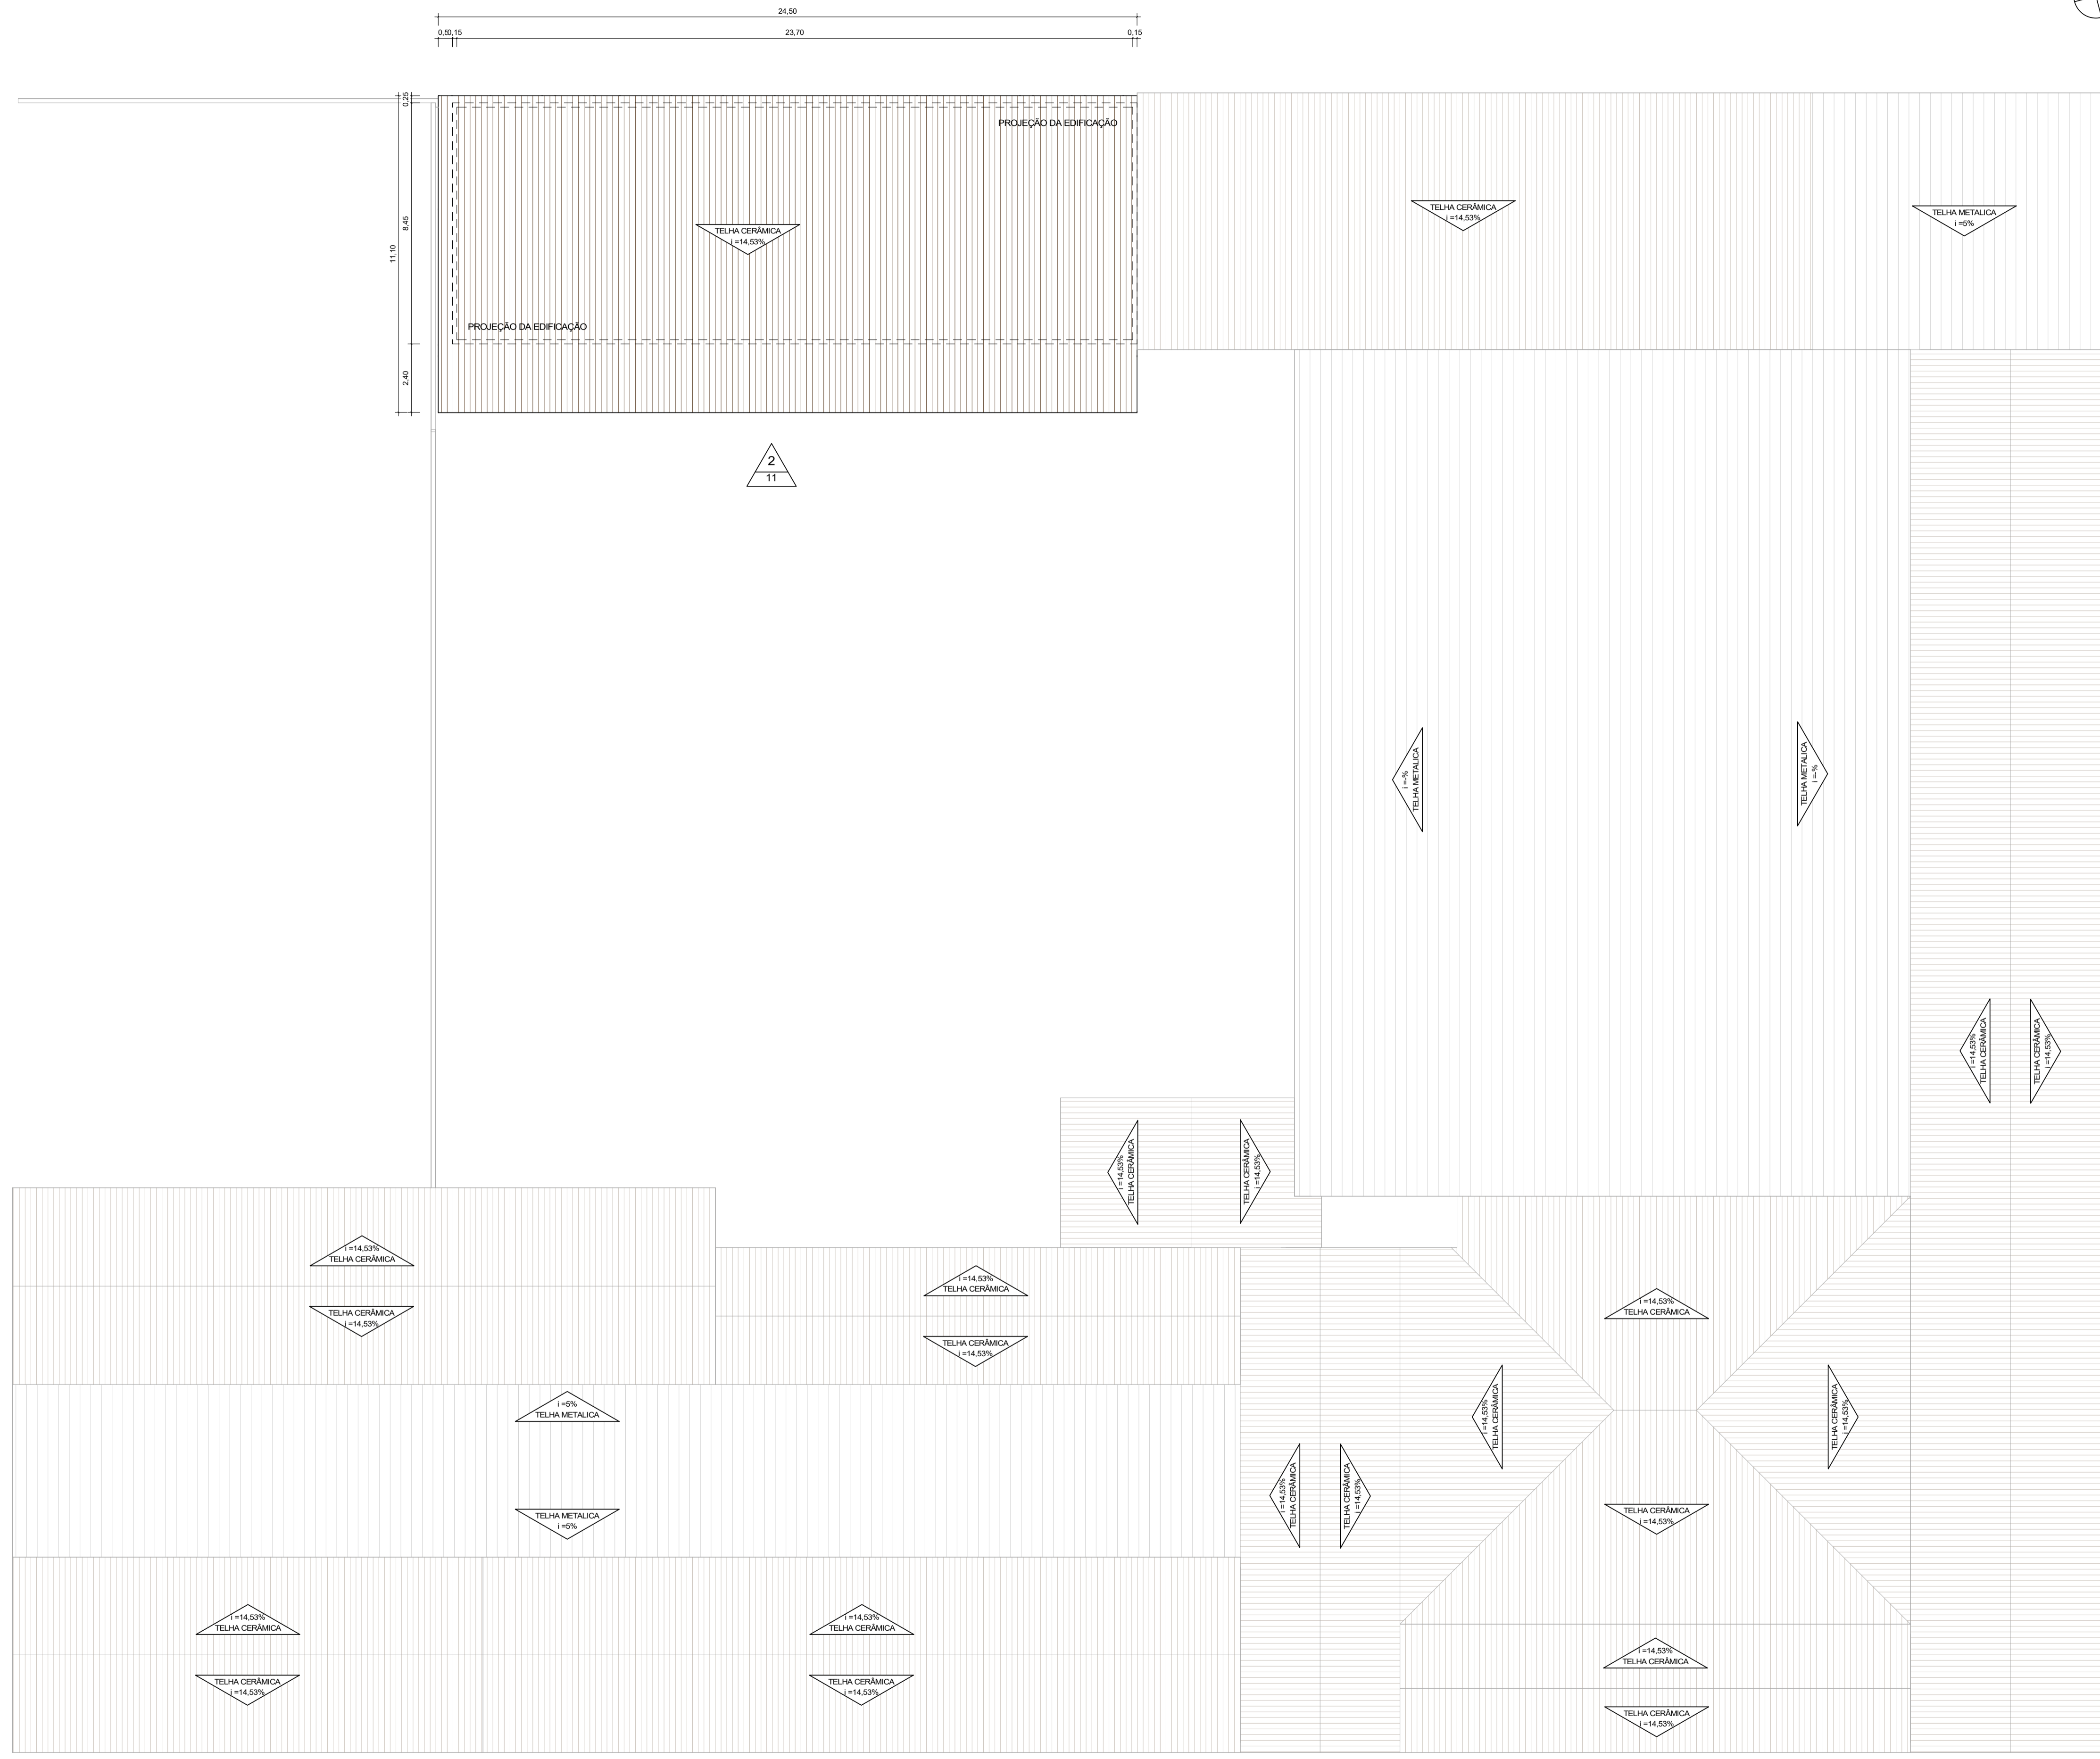 24,50
0,5
0,15
23,70
0,15
0,25
8,45
11,10
2,40
PROJEÇÃO DA EDIFICAÇÃO
TELHA CERÂMICA
i =14,53%
PROJEÇÃO DA EDIFICAÇÃO
TELHA CERÂMICA
i =14,53%
TELHA METALICA
i =5%
2
11
i =-%
TELHA METALICA
TELHA METALICA
i =-%
i =14,53%
TELHA CERÂMICA
TELHA CERÂMICA
i =14,53%
i =14,53%
TELHA CERÂMICA
TELHA CERÂMICA
i =14,53%
i =14,53%
TELHA CERÂMICA
TELHA CERÂMICA
i =14,53%
i =14,53%
TELHA CERÂMICA
TELHA CERÂMICA
i =14,53%
i =14,53%
TELHA CERÂMICA
i =14,53%
TELHA CERÂMICA
TELHA CERÂMICA
i =14,53%
i =5%
TELHA METALICA
TELHA METALICA
i =5%
i =14,53%
TELHA CERÂMICA
TELHA CERÂMICA
i =14,53%
TELHA CERÂMICA
i =14,53%
i =14,53%
TELHA CERÂMICA
TELHA CERÂMICA
i =14,53%
i =14,53%
TELHA CERÂMICA
TELHA CERÂMICA
i =14,53%
i =14,53%
TELHA CERÂMICA
TELHA CERÂMICA
i =14,53%